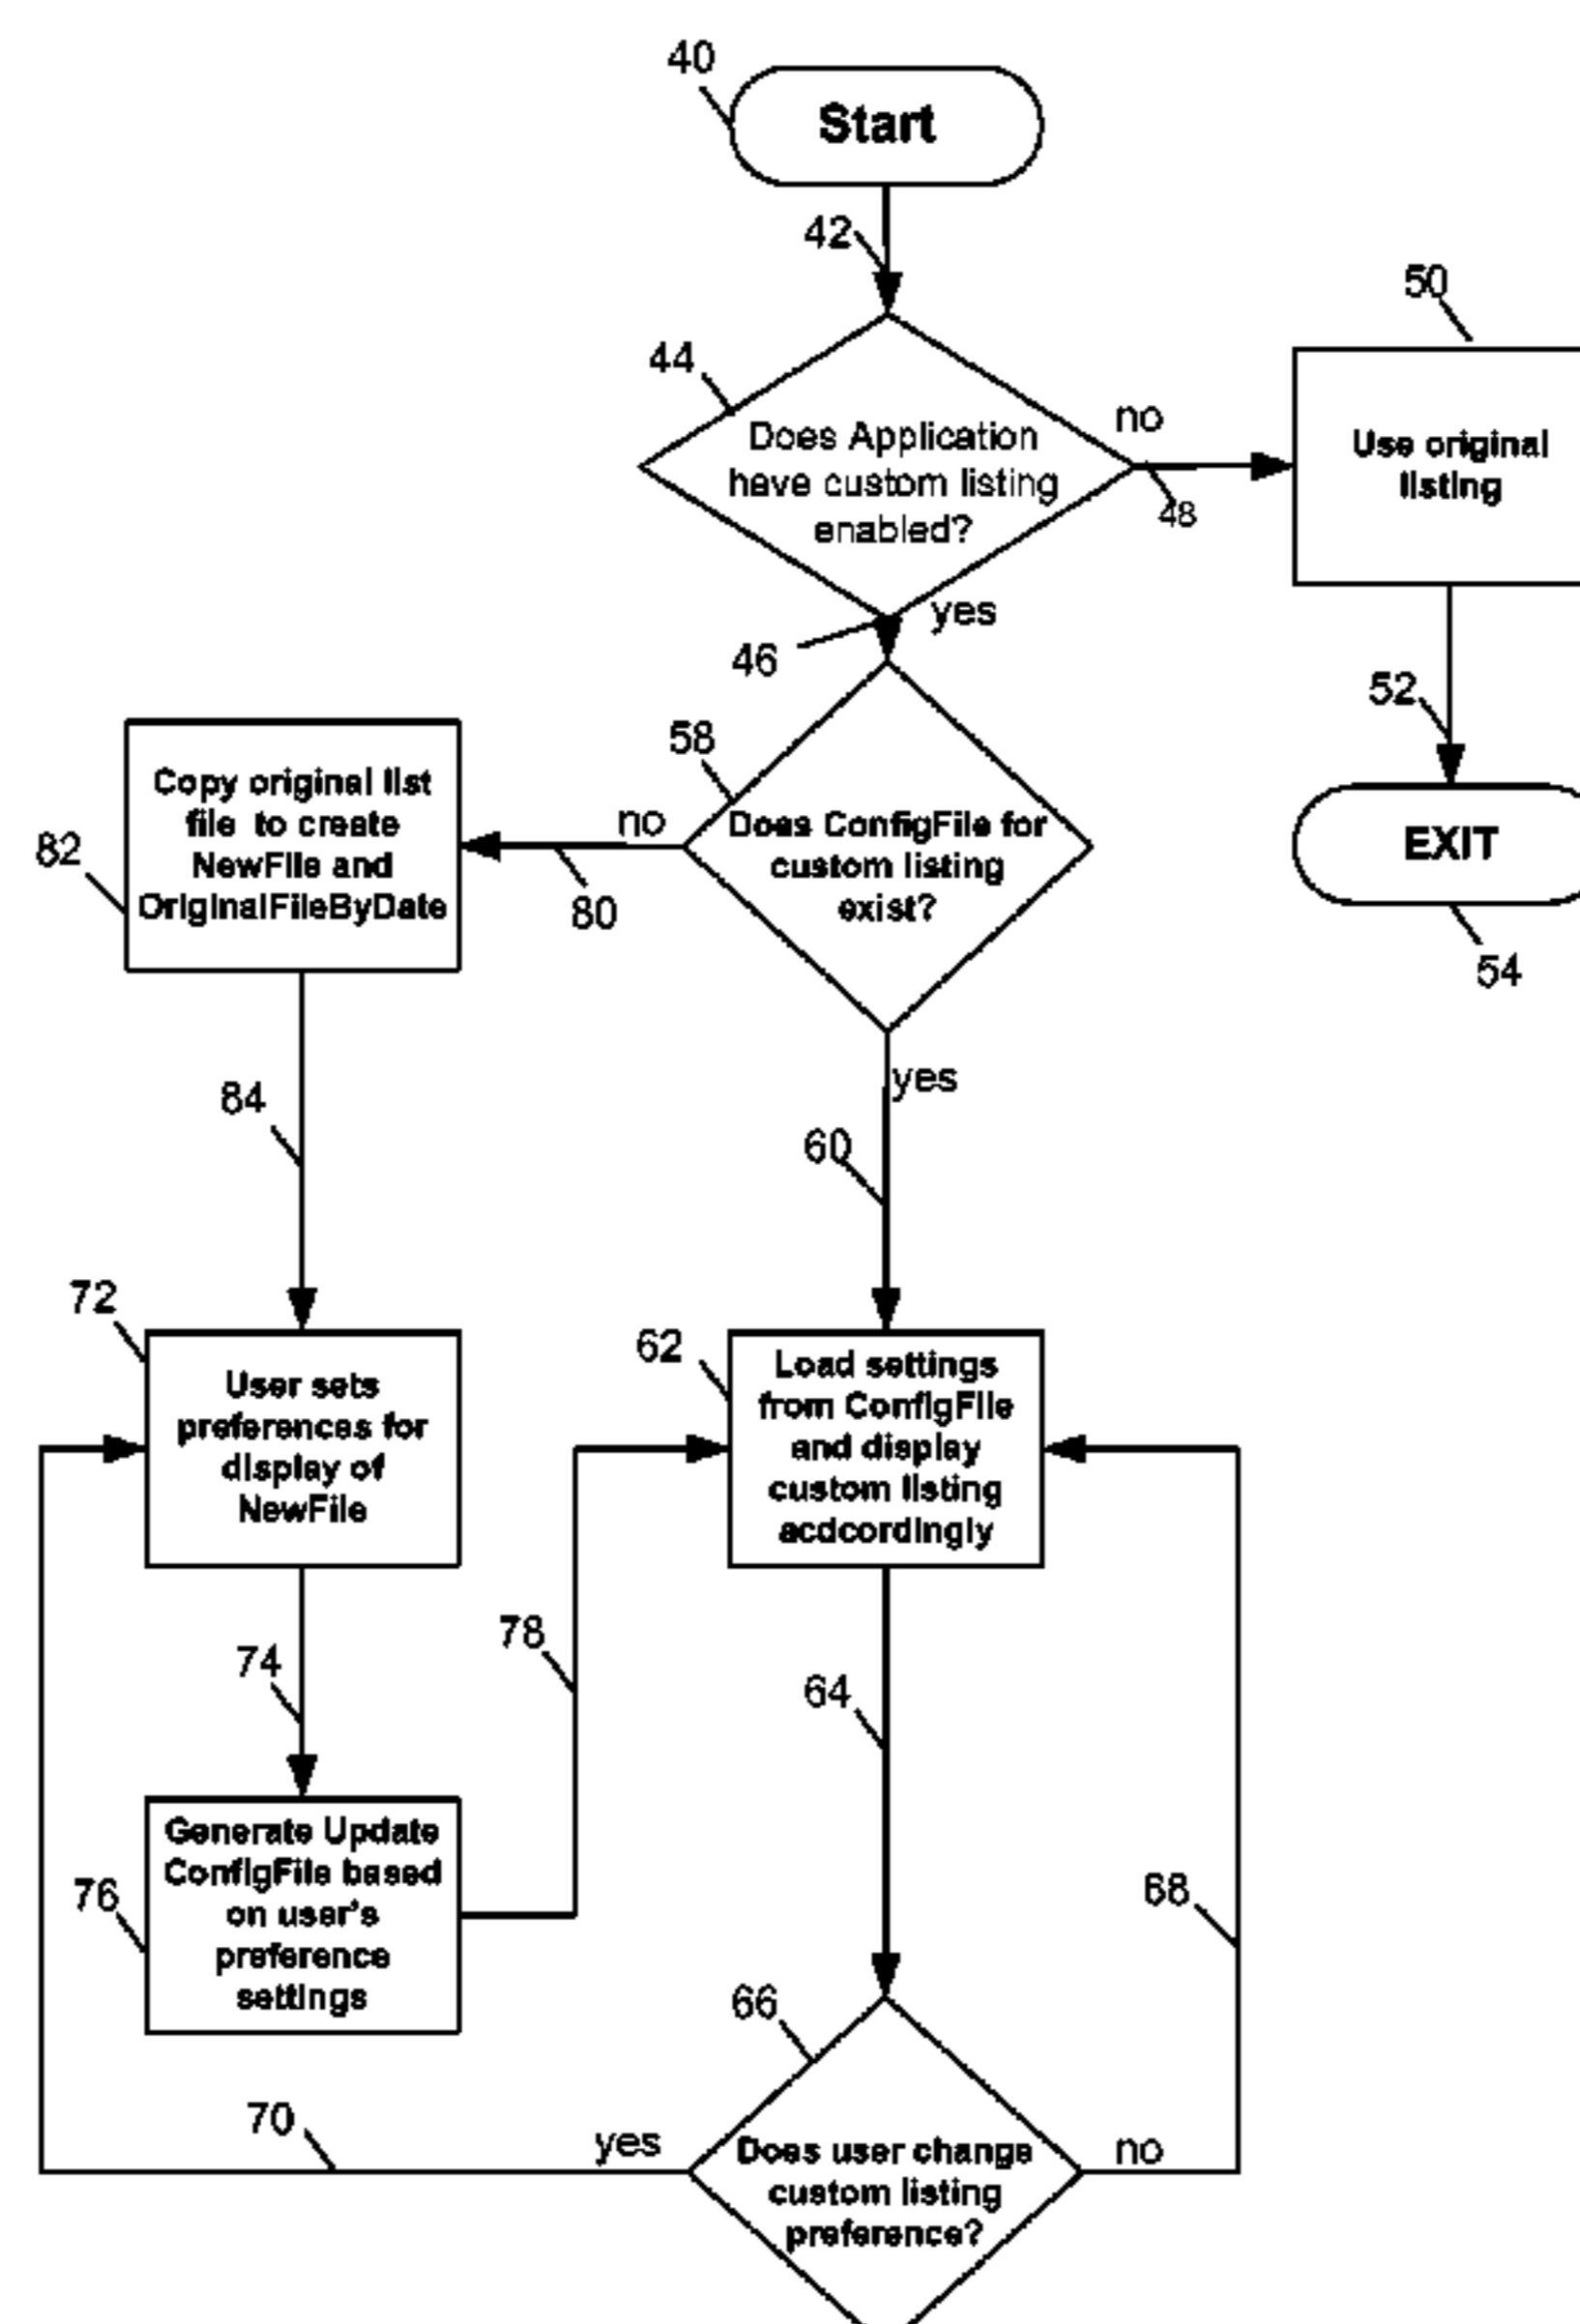 40
Start
42
50
44
no
Does Application
have custom listing
enabled?
Use original
listing
48
yes
46
52
58
Copy original list
file to create
NewFile and
OriginalFileByDate
82
no
Does ConfigFile for
custom listing
exist?
EXIT
80
54
yes
84
60
72
62
User sets
preferences for
display of
NewFile
Load settings
from ConfigFile
and display
custom listing
acdcordingly
78
74
64
Generate Update
ConfigFile based
on user's
preference
settings
76
68
66
70
yes
no
Does user change
custom listing
preference?